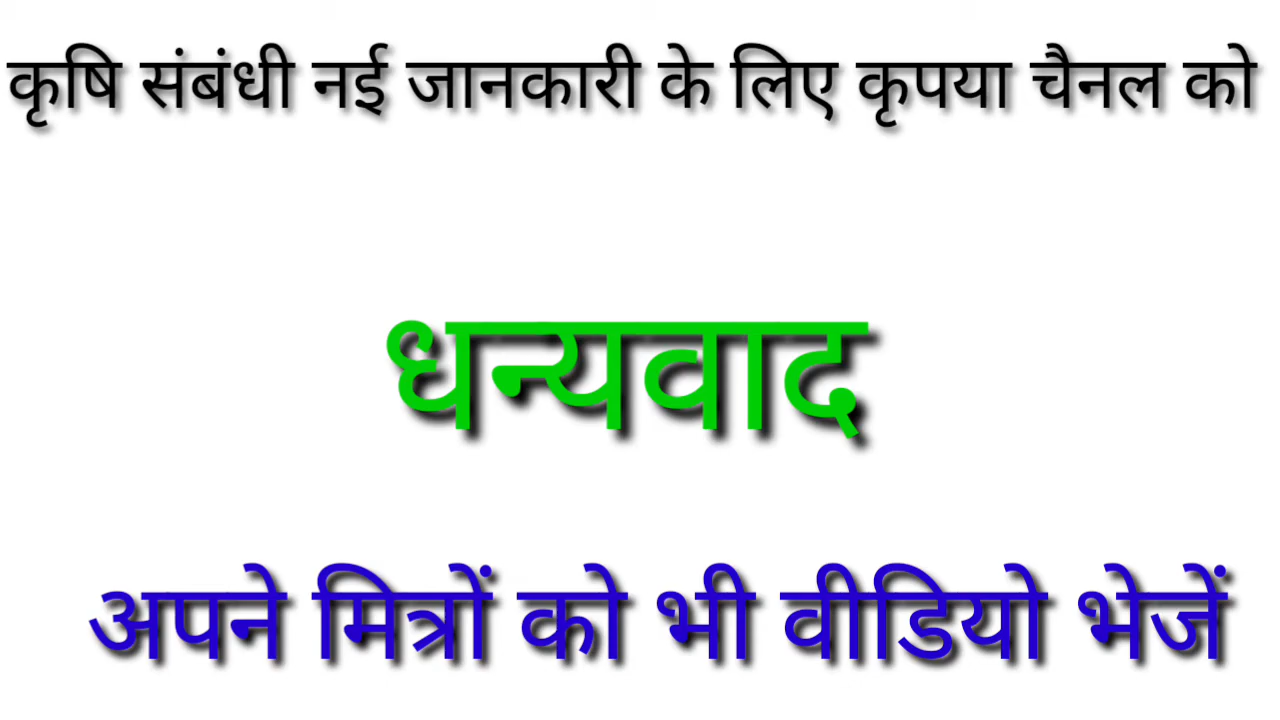 कृषि संबंधी नई जानकारी के लिए कृपया चैनल को
धन्यवाद
अपने मित्रों को भी वीडियो भेजें